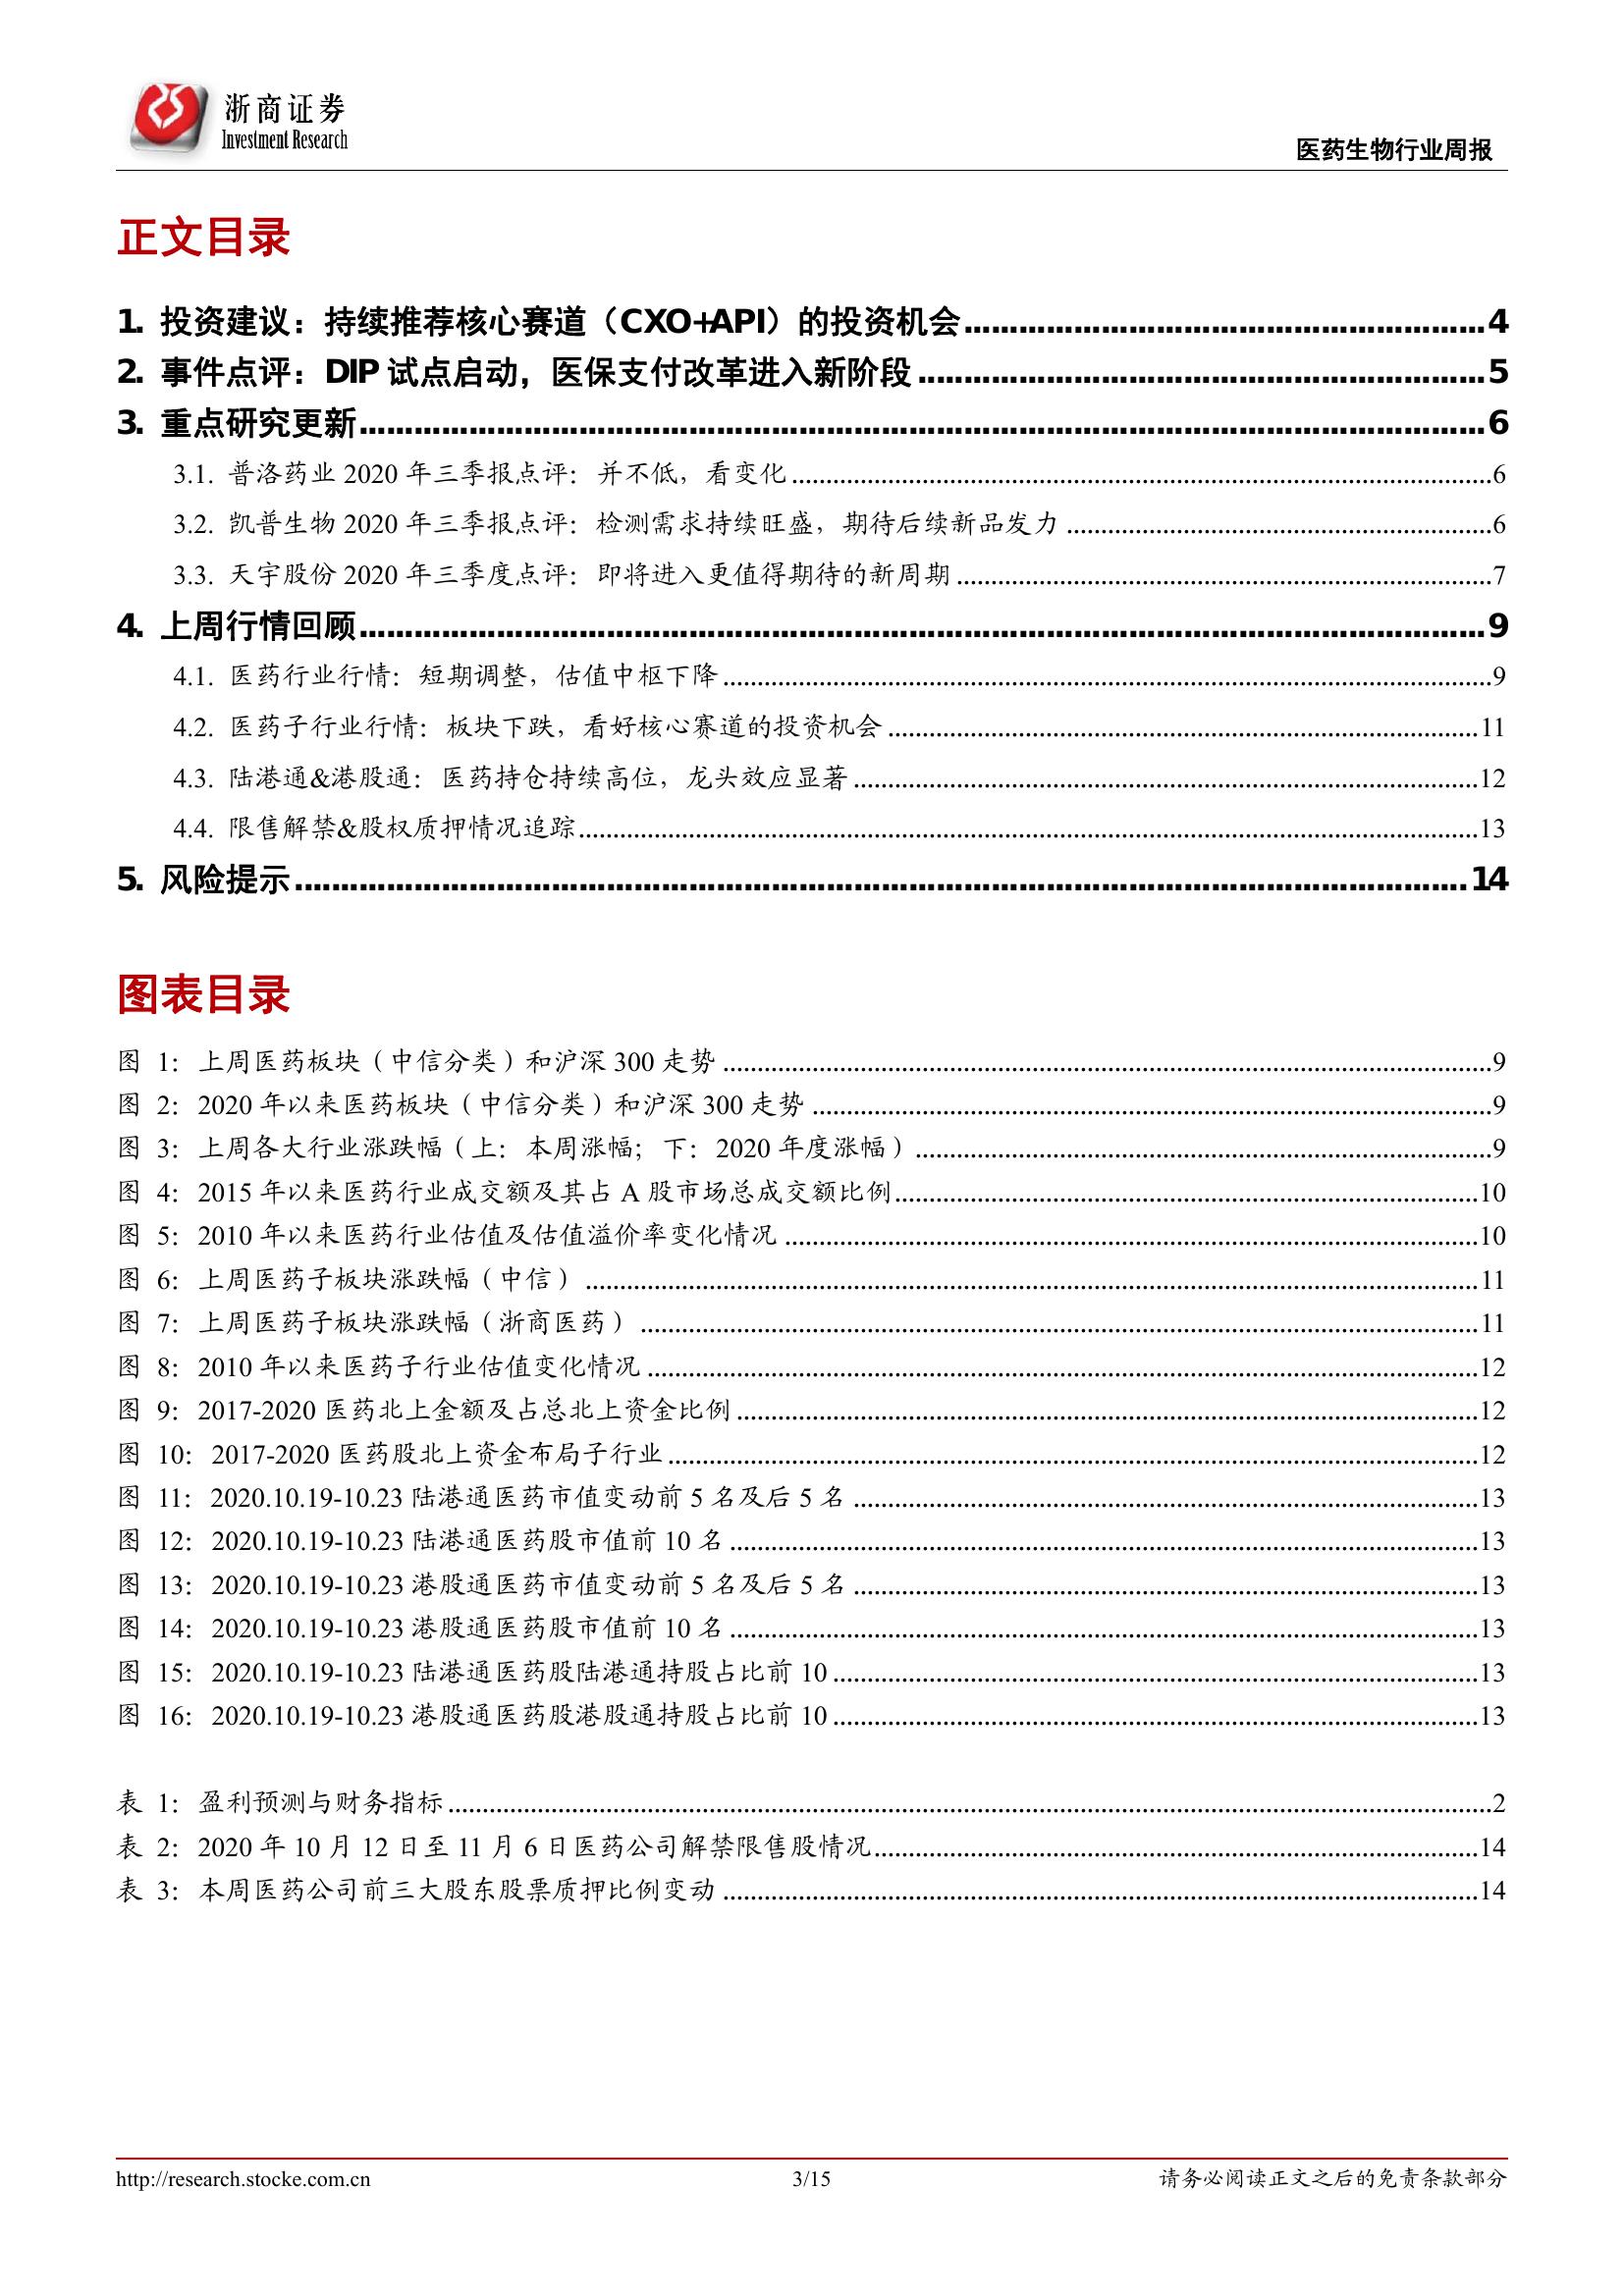 浙商证券
Investment Research
医药生物行业周报
正文目录
1. 投资建议：持续推荐核心赛道（CXO+API）的投资机会........................................4
2. 事件点评：DIP 试点启动，医保支付改革进入新阶段........................................5
3. 重点研究更新........................................6
3.1. 普洛药业 2020 年三季报点评：并不低，看变化........................................6
3.2. 凯普生物 2020 年三季报点评：检测需求持续旺盛，期待后续新品发力........................................6
3.3. 天宇股份 2020 年三季度点评：即将进入更值得期待的新周期........................................7
4. 上周行情回顾........................................9
4.1. 医药行业行情：短期调整，估值中枢下降........................................9
4.2. 医药子行业行情：板块下跌，看好核心赛道的投资机会........................................11
4.3. 陆港通&港股通：医药持仓持续高位，龙头效应显著........................................12
4.4. 限售解禁&股权质押情况追踪........................................13
5. 风险提示........................................14
图表目录
图 1：上周医药板块（中信分类）和沪深 300 走势........................................9
图 2：2020 年以来医药板块（中信分类）和沪深 300 走势........................................9
图 3：上周各大行业涨跌幅（上：本周涨幅；下：2020 年度涨幅）........................................9
图 4：2015 年以来医药行业成交额及其占 A 股市场总成交额比例........................................10
图 5：2010 年以来医药行业估值及估值溢价率变化情况........................................10
图 6：上周医药子板块涨跌幅（中信）........................................11
图 7：上周医药子板块涨跌幅（浙商医药）........................................11
图 8：2010 年以来医药子行业估值变化情况........................................12
图 9：2017-2020 医药北上金额及占总北上资金比例........................................12
图 10：2017-2020 医药股北上资金布局子行业........................................12
图 11：2020.10.19-10.23 陆港通医药市值变动前 5 名及后 5 名........................................13
图 12：2020.10.19-10.23 陆港通医药股市值前 10 名........................................13
图 13：2020.10.19-10.23 港股通医药市值变动前 5 名及后 5 名........................................13
图 14：2020.10.19-10.23 港股通医药股市值前 10 名........................................13
图 15：2020.10.19-10.23 陆港通医药股陆港通持股占比前 10........................................13
图 16：2020.10.19-10.23 港股通医药股港股通持股占比前 10........................................13
表 1：盈利预测与财务指标........................................2
表 2：2020 年 10 月 12 日至 11 月 6 日医药公司解禁限售股情况........................................14
表 3：本周医药公司前三大股东股票质押比例变动........................................14
http://research.stocke.com.cn
3/15
请务必阅读正文之后的免责条款部分